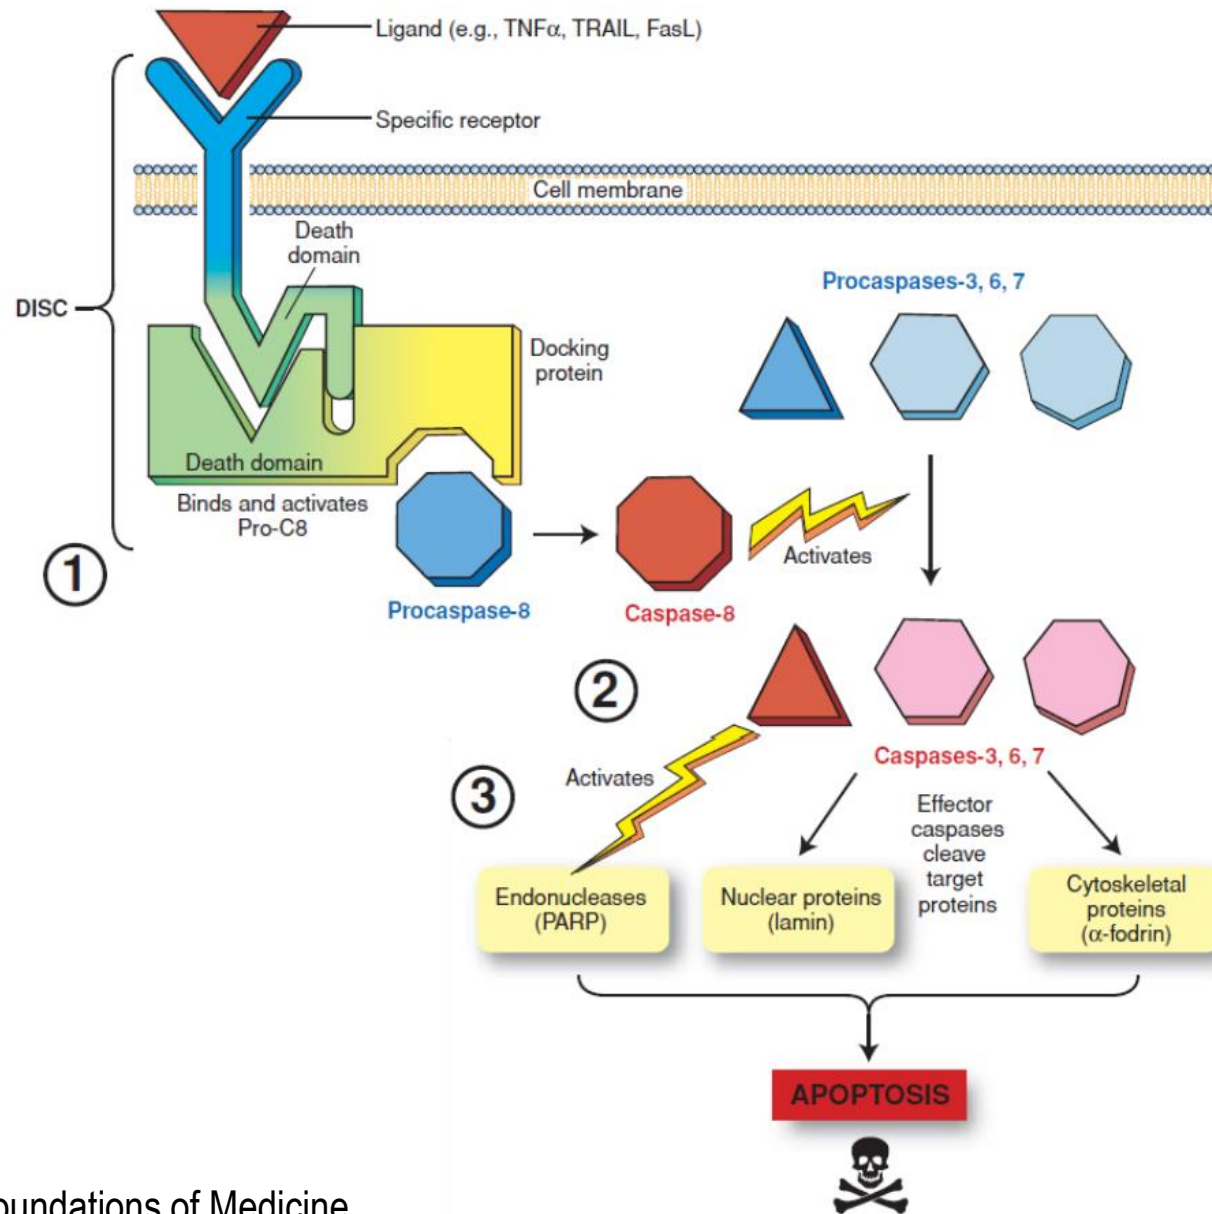 Ligand (e.g., TNFα, TRAIL, FasL)
Specific receptor
Cell membrane
Death
domain
DISC
Docking
protein
Death domain
Binds and activates
Pro-C8
1
Procaspase-8
Caspase-8
Activates
Procaspases-3, 6, 7
2
Caspases-3, 6, 7
3
Activates
Effector
caspases
cleave
target
proteins
Endonucleases
(PARP)
Nuclear proteins
(lamin)
Cytoskeletal
proteins
(α-fodrin)
APOPTOSIS
of Medicine